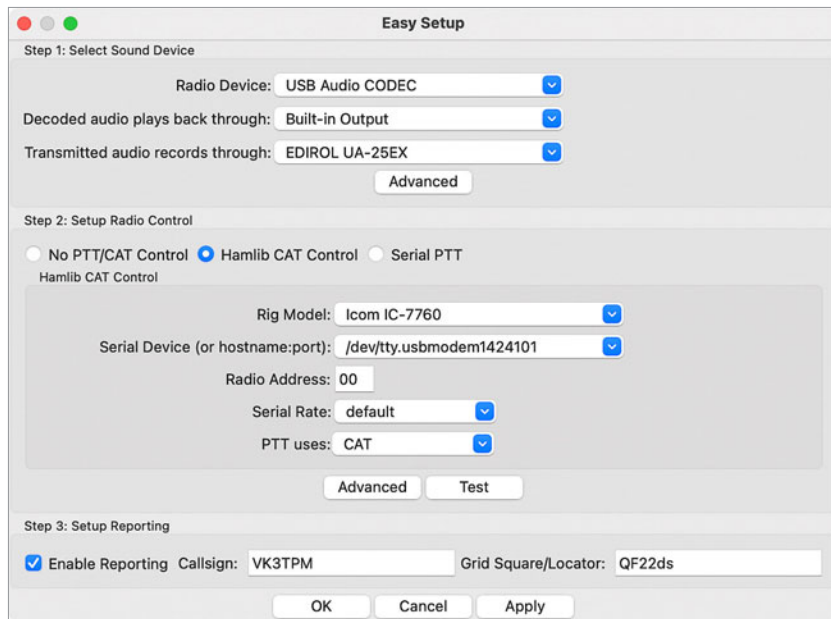 Easy Setup
Step 1: Select Sound Device
Radio Device: USB Audio CODEC
Decoded audio plays back through: Built-in Output
Transmitted audio records through: EDIROL UA-25EX
Advanced
Step 2: Setup Radio Control
No PTT/CAT Control Hamlib CAT Control Serial PTT
Hamlib CAT Control
Rig Model: Icom IC-7760
Serial Device (or hostname:port): /dev/tty.usbmodem1424101
Radio Address: 00
Serial Rate: default
PTT uses: CAT
Advanced Test
Step 3: Setup Reporting
Enable Reporting Callsign: VK3TPM Grid Square/Locator: QF22ds
OK Cancel Apply